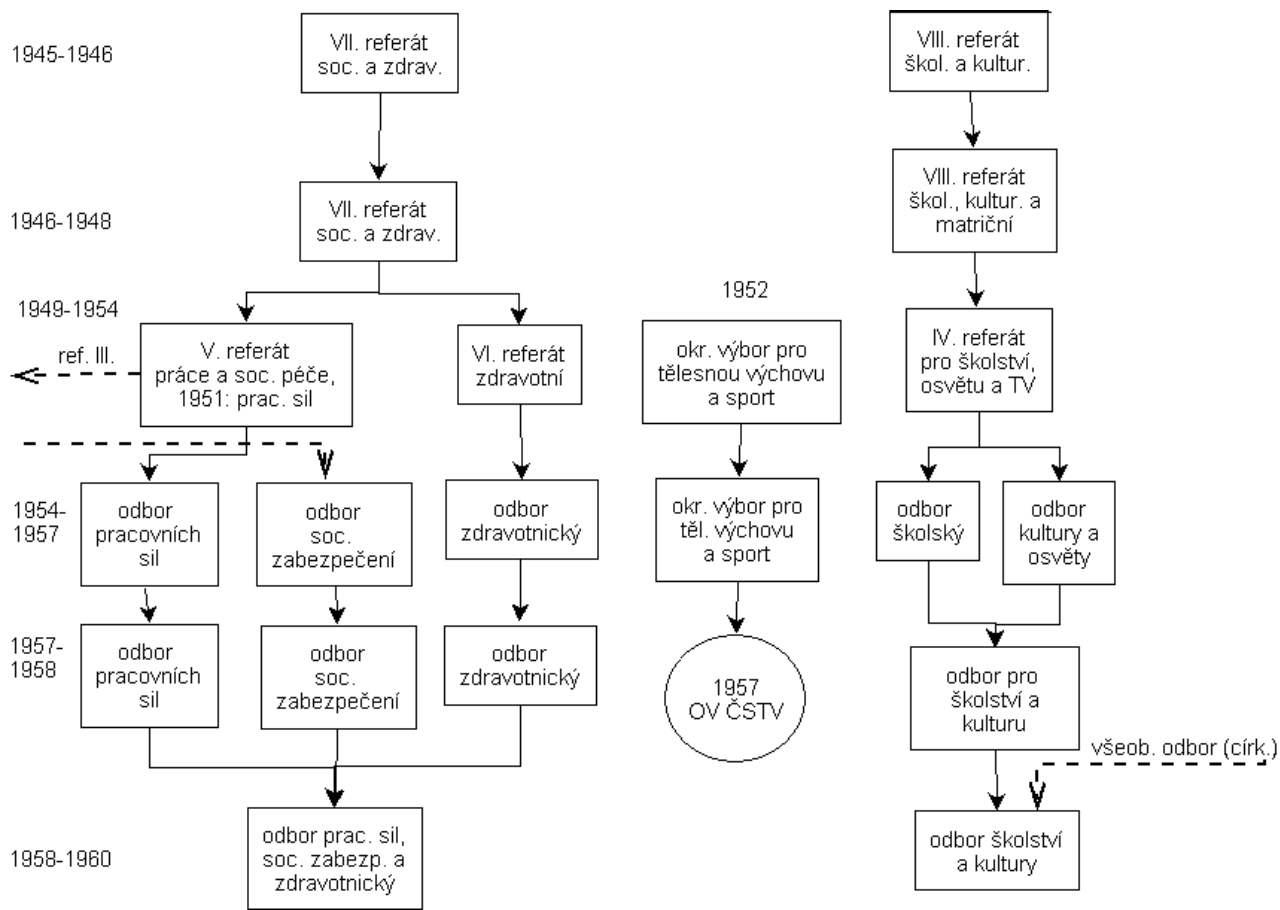 1945-1946
VII. referát
soc. a zdrav.
VIII. referát
škol. a kultur.
1946-1948
VII. referát
soc. a zdrav.
VIII. referát
škol., kultur. a
matriční
1949-1954
ref. III.
V. referát
práce a soc. péče,
1951: prac. sil
VI. referát
zdravotní
1952
okr. výbor pro
tělesnou výchovu
a sport
IV. referát
pro školství,
osvětu a TV
1954-
1957
odbor
pracovních
sil
odbor
soc.
zabezpečení
odbor
zdravotnický
okr. výbor pro
těl. výchovu
a sport
odbor
školský
odbor
kultury a
osvěty
1957-
1958
odbor
pracovních
sil
odbor
soc.
zabezpečení
odbor
zdravotnický
1957
OV ČSTV
odbor pro
školství a
kulturu
všeob. odbor (círk.)
1958-1960
odbor prac. sil,
soc. zabezp. a
zdravotnický
odbor školství
a kultury